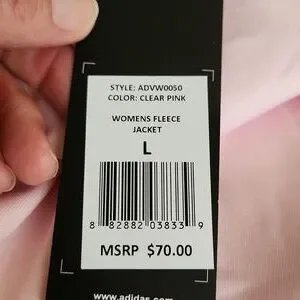 STYLE: ADVW0050
COLOR: CLEAR PINK
WOMENS FLEECE
JACKET
L
8 82882 03833 9
MSRP $70.00
www.adidas.com